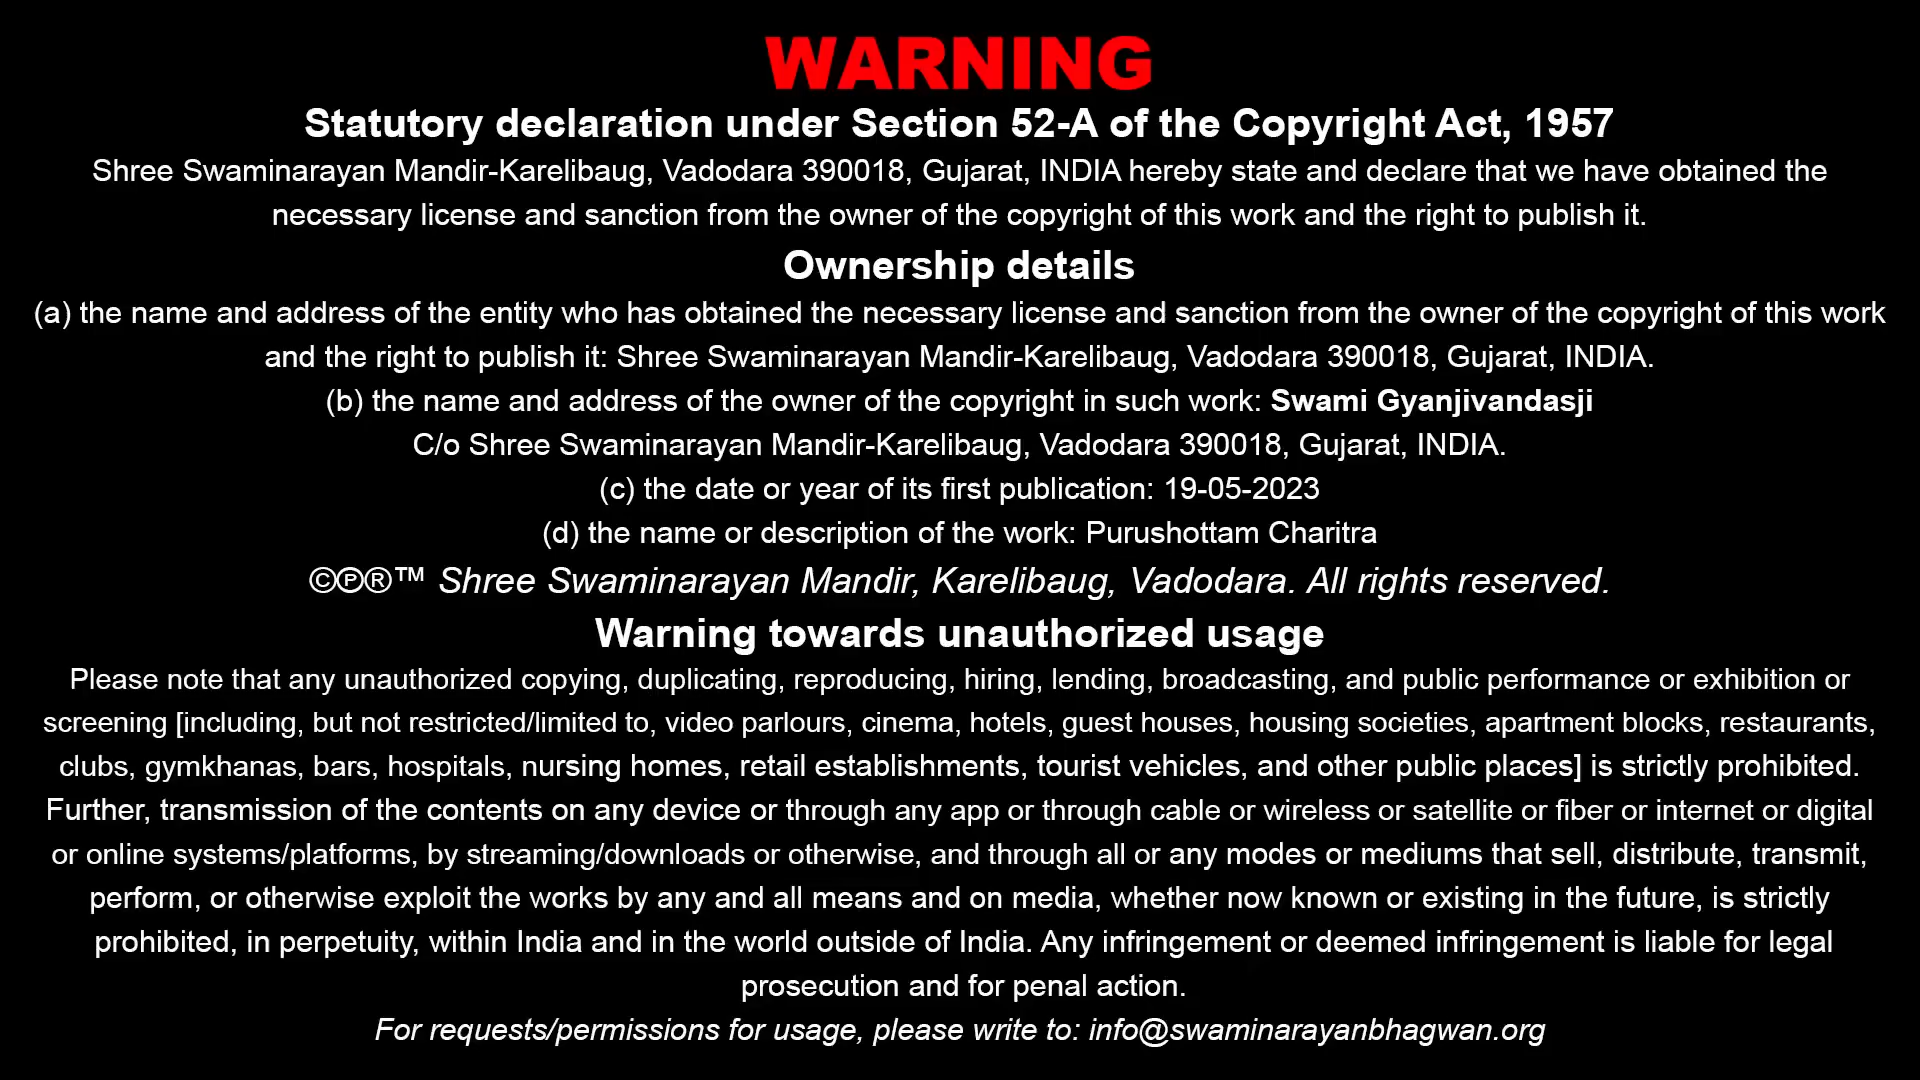 WARNING
Statutory declaration under Section 52-A of the Copyright Act, 1957
Shree Swaminarayan Mandir-Karelibaug, Vadodara 390018, Gujarat, INDIA hereby state and declare that we have obtained the
necessary license and sanction from the owner of the copyright of this work and the right to publish it.
Ownership details
(a) the name and address of the entity who has obtained the necessary license and sanction from the owner of the copyright of this work
and the right to publish it: Shree Swaminarayan Mandir-Karelibaug, Vadodara 390018, Gujarat, INDIA.
(b) the name and address of the owner of the copyright in such work: Swami Gyanjivandasji
C/o Shree Swaminarayan Mandir-Karelibaug, Vadodara 390018, Gujarat, INDIA.
(c) the date or year of its first publication: 19-05-2023
(d) the name or description of the work: Purushottam Charitra
©℗®™ Shree Swaminarayan Mandir, Karelibaug, Vadodara. All rights reserved.
Warning towards unauthorized usage
Please note that any unauthorized copying, duplicating, reproducing, hiring, lending, broadcasting, and public performance or exhibition or
screening [including, but not restricted/limited to, video parlours, cinema, hotels, guest houses, housing societies, apartment blocks, restaurants,
clubs, gymkhanas, bars, hospitals, nursing homes, retail establishments, tourist vehicles, and other public places] is strictly prohibited.
Further, transmission of the contents on any device or through any app or through cable or wireless or satellite or fiber or internet or digital
or online systems/platforms, by streaming/downloads or otherwise, and through all or any modes or mediums that sell, distribute, transmit,
perform, or otherwise exploit the works by any and all means and on media, whether now known or existing in the future, is strictly
prohibited, in perpetuity, within India and in the world outside of India. Any infringement or deemed infringement is liable for legal
prosecution and for penal action.
For requests/permissions for usage, please write to: info@swaminarayanbhagwan.org